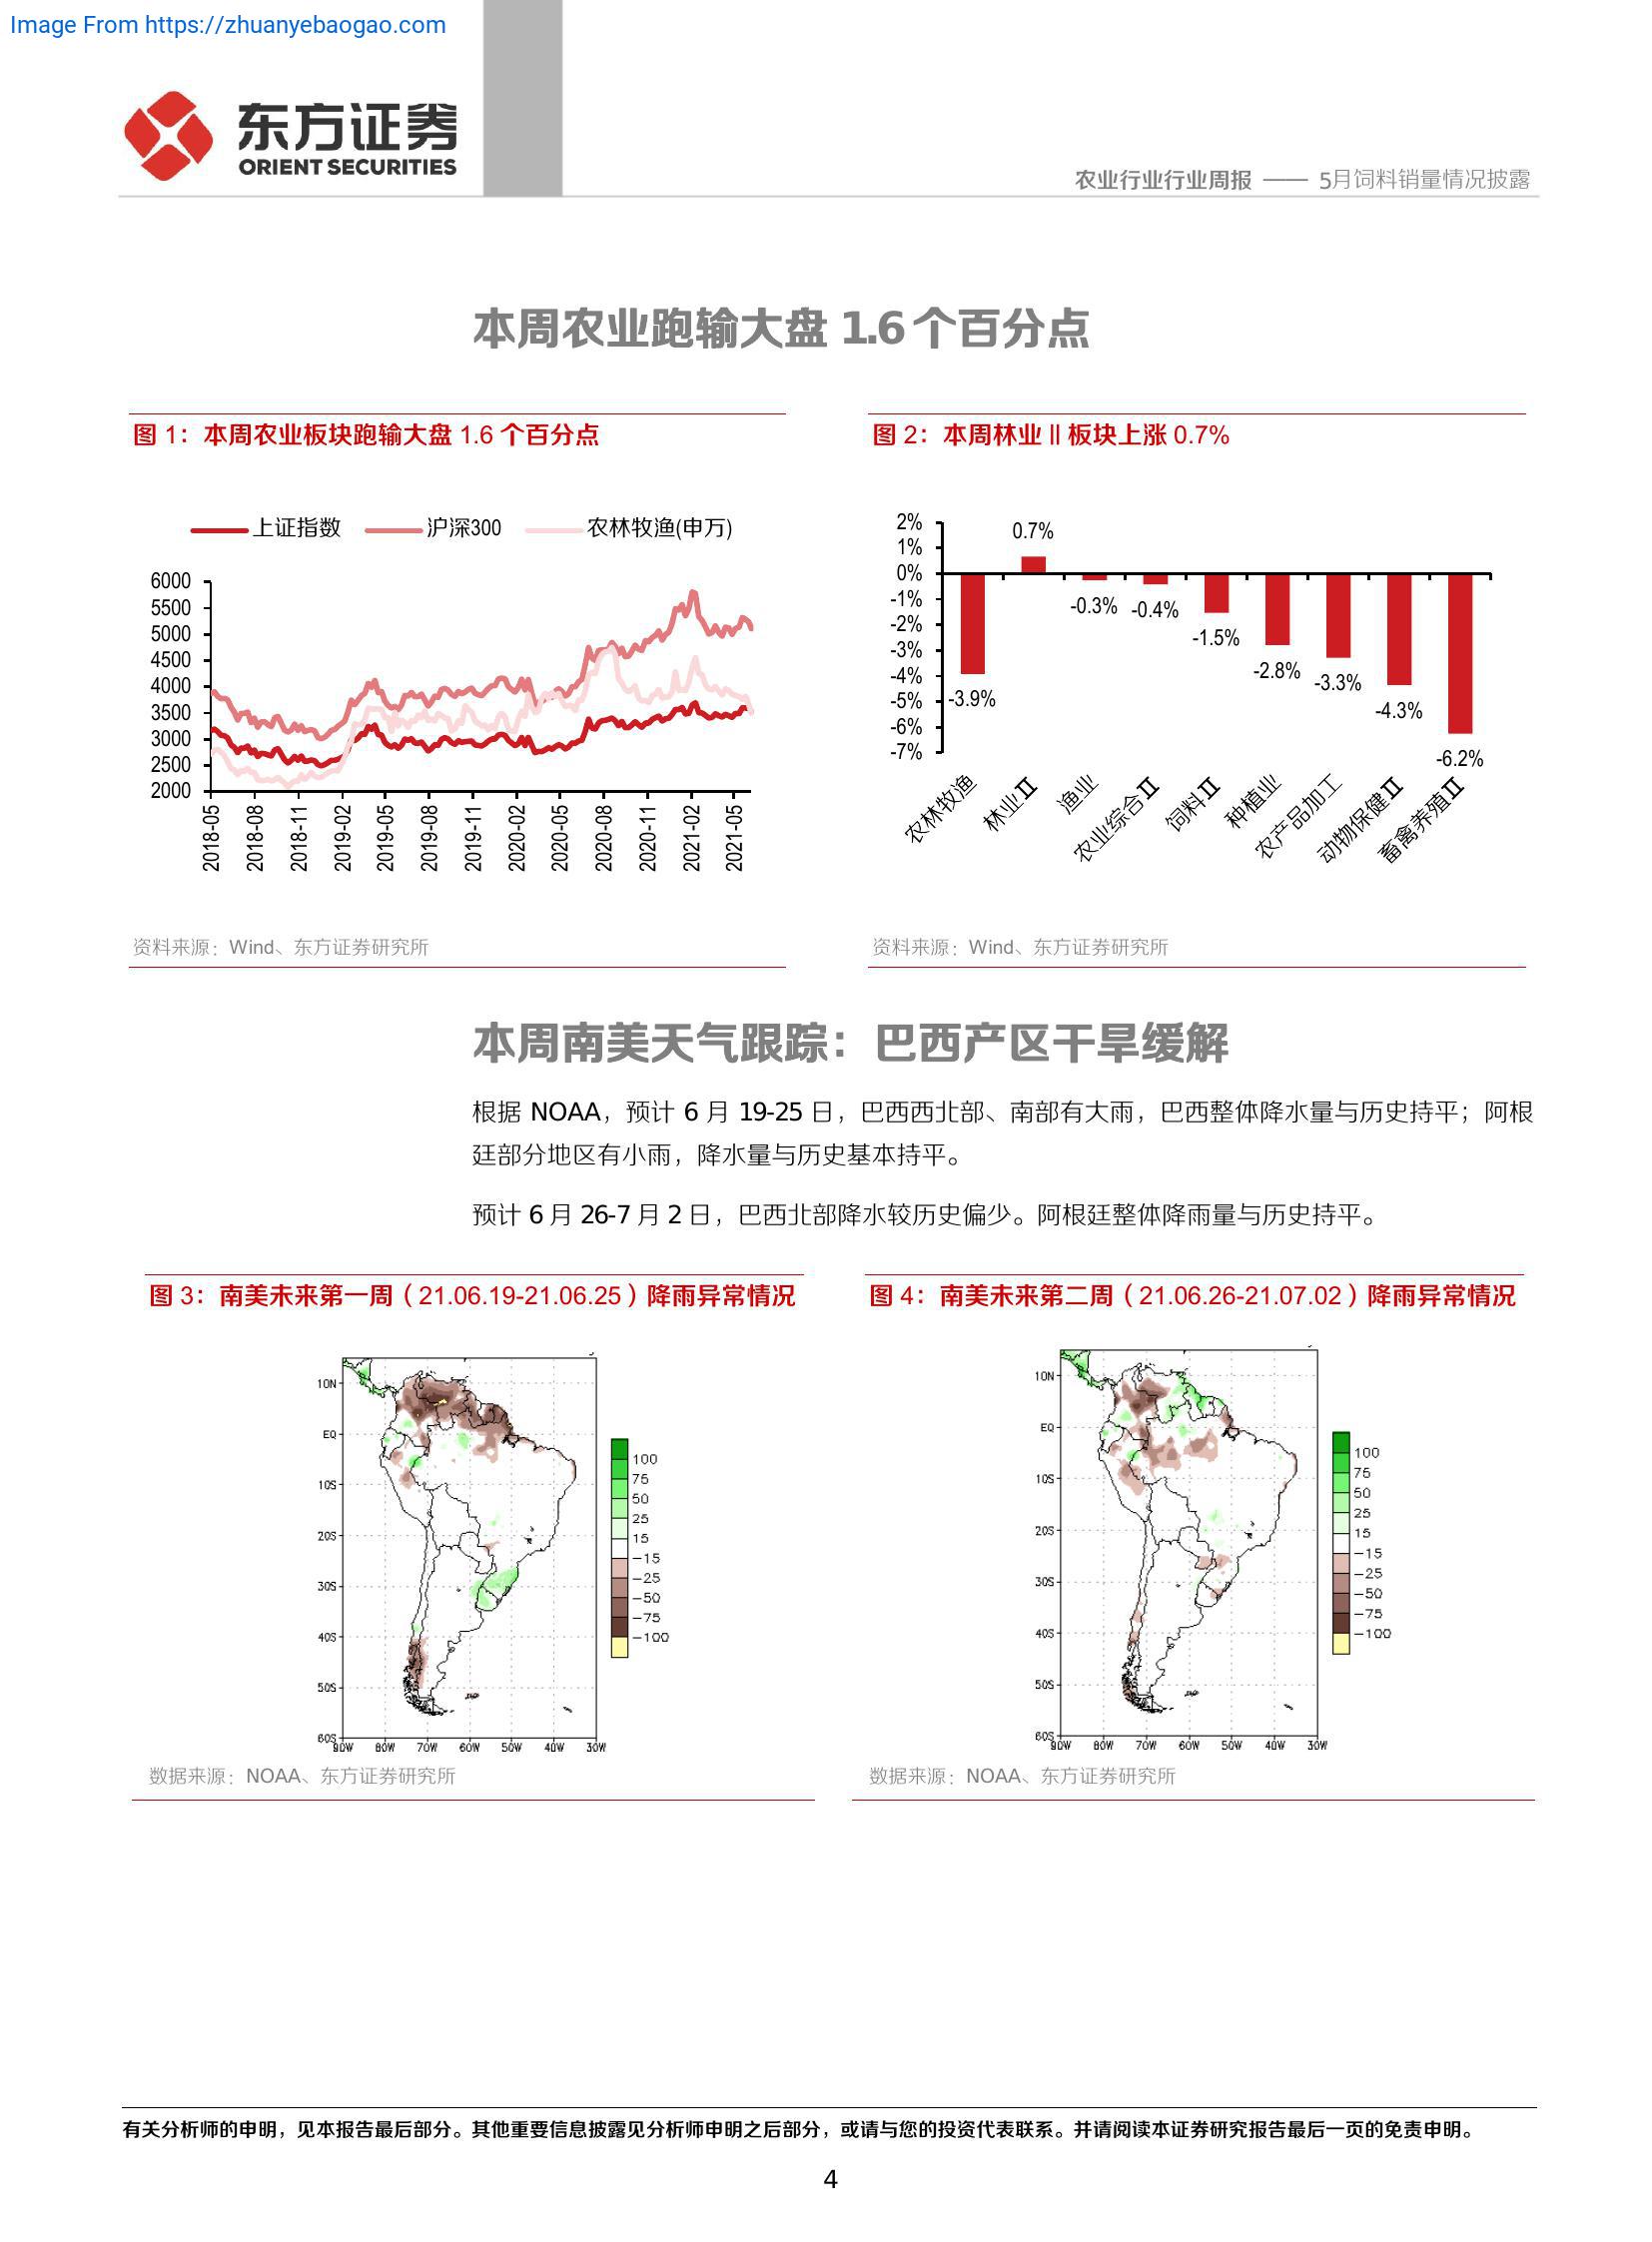 Image From https://zhuanyebaogao.com
东方证券
ORIENT SECURITIES
农业行业行业周报 —— 5月饲料销量情况披露
本周农业跑输大盘 1.6 个百分点
图 1：本周农业板块跑输大盘 1.6 个百分点
上证指数 沪深300 农林牧渔(申万)
6000
5500
5000
4500
4000
3500
3000
2500
2000
2018-05 2018-08 2018-11 2019-02 2019-05 2019-08 2019-11 2020-02 2020-05 2020-08 2020-11 2021-02 2021-05
资料来源：Wind、东方证券研究所
图 2：本周林业Ⅱ板块上涨 0.7%
2%
1%
0%
-1%
-2%
-3%
-4%
-5%
-6%
-7%
-3.9% 0.7% -0.3% -0.4% -1.5% -2.8% -3.3% -4.3% -6.2%
农林牧渔 林业Ⅱ 渔业 农业综合Ⅱ 饲料Ⅱ 种植业 农产品加工 动物保健Ⅱ 畜禽养殖Ⅱ
资料来源：Wind、东方证券研究所
本周南美天气跟踪：巴西产区干旱缓解
根据 NOAA，预计 6 月 19-25 日，巴西西北部、南部有大雨，巴西整体降水量与历史持平；阿根
廷部分地区有小雨，降水量与历史基本持平。
预计 6 月 26-7 月 2 日，巴西北部降水较历史偏少。阿根廷整体降雨量与历史持平。
图 3：南美未来第一周（21.06.19-21.06.25）降雨异常情况
10N
EQ
10S
20S
30S
40S
50S
60S
90W 80W 70W 60W 50W 40W 30W
100
75
50
25
15
-15
-25
-50
-75
-100
数据来源：NOAA、东方证券研究所
图 4：南美未来第二周（21.06.26-21.07.02）降雨异常情况
10N
EQ
10S
20S
30S
40S
50S
60S
90W 80W 70W 60W 50W 40W 30W
100
75
50
25
15
-15
-25
-50
-75
-100
数据来源：NOAA、东方证券研究所
有关分析师的申明，见本报告最后部分。其他重要信息披露见分析师申明之后部分，或请与您的投资代表联系。并请阅读本证券研究报告最后一页的免责申明。
4